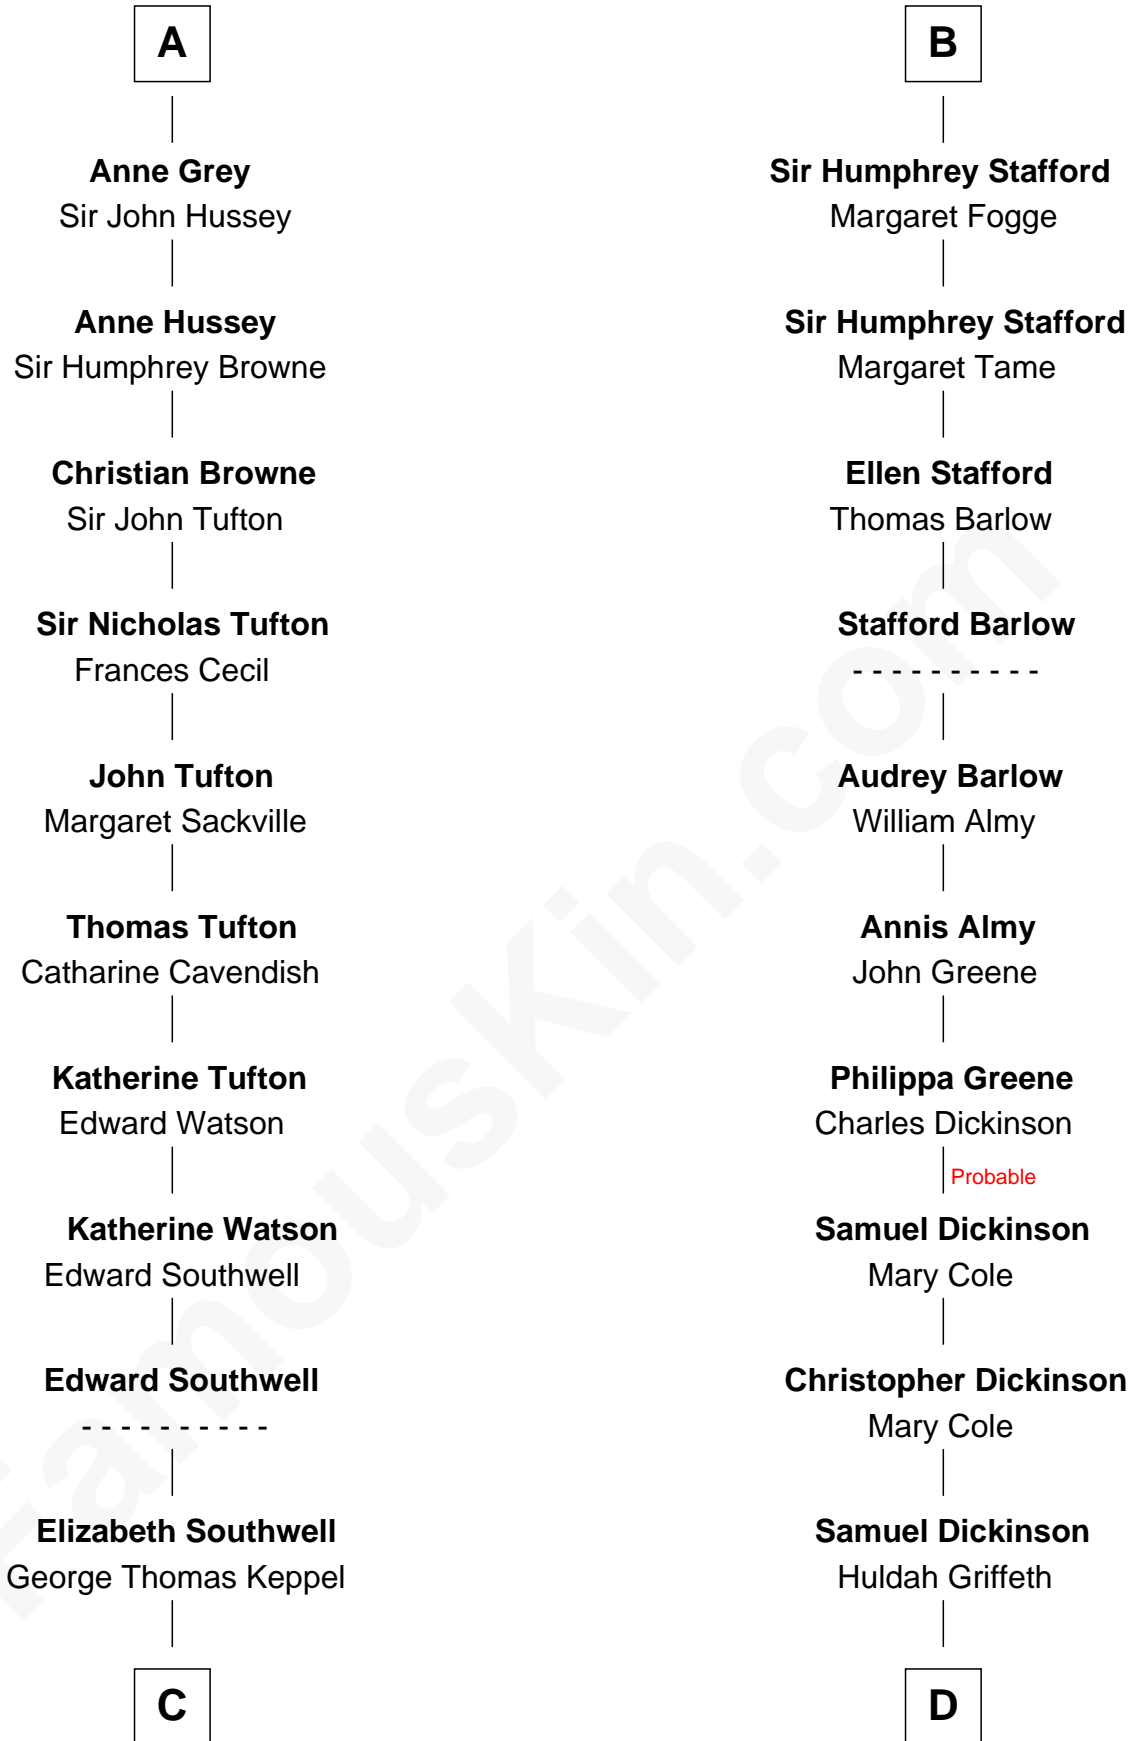 A
Anne Grey
Sir John Hussey
Anne Hussey
Sir Humphrey Browne
Christian Browne
Sir John Tufton
Sir Nicholas Tufton
Frances Cecil
John Tufton
Margaret Sackville
Thomas Tufton
Catharine Cavendish
Katherine Tufton
Edward Watson
Katherine Watson
Edward Southwell
Edward Southwell
- - - - - - - - - -
Elizabeth Southwell
George Thomas Keppel
C
B
Sir Humphrey Stafford
Margaret Fogge
Sir Humphrey Stafford
Margaret Tame
Ellen Stafford
Thomas Barlow
Stafford Barlow
- - - - - - - - - -
Audrey Barlow
William Almy
Annis Almy
John Greene
Philippa Greene
Charles Dickinson
Probable
Samuel Dickinson
Mary Cole
Christopher Dickinson
Mary Cole
Samuel Dickinson
Huldah Griffeth
D
FamousKin.com